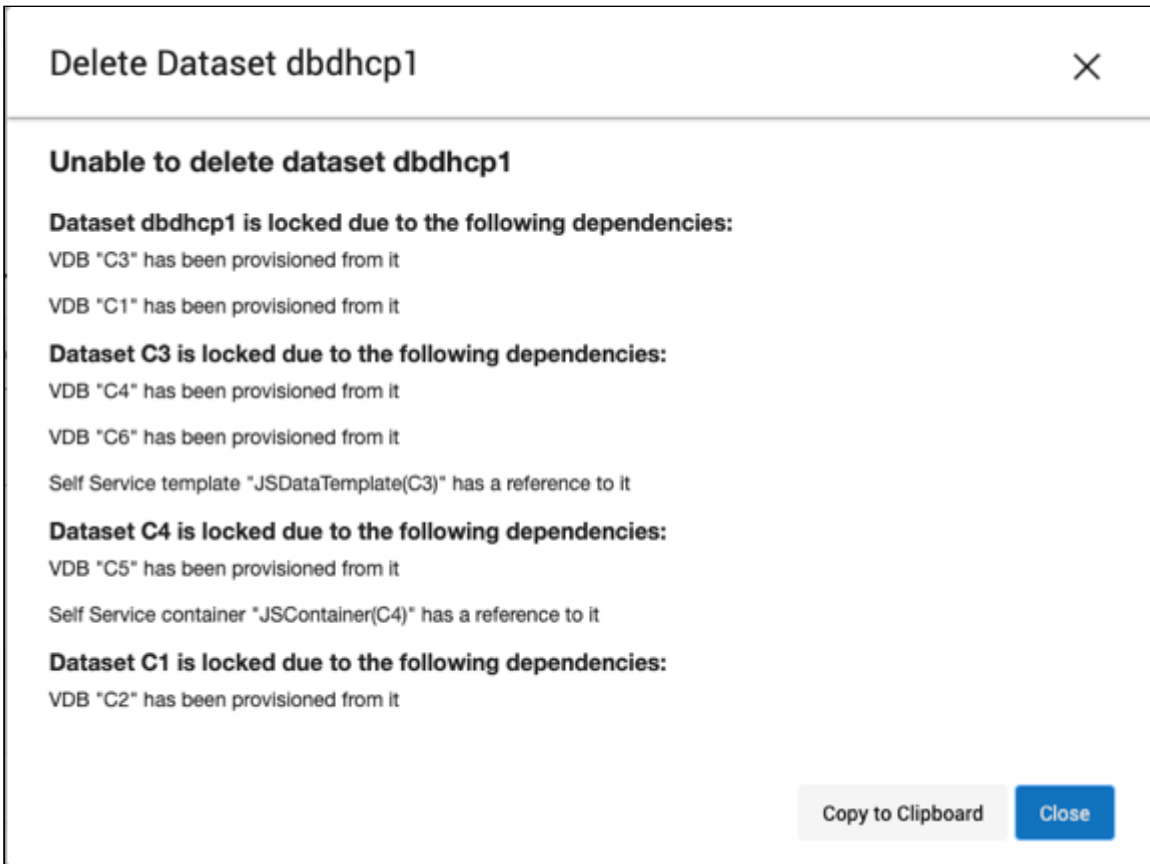 Delete Dataset dbdhcp1
Unable to delete dataset dbdhcp1
Dataset dbdhcp1 is locked due to the following dependencies:
VDB "C3" has been provisioned from it
VDB "C1" has been provisioned from it
Dataset C3 is locked due to the following dependencies:
VDB "C4" has been provisioned from it
VDB "C6" has been provisioned from it
Self Service template "JSDataTemplate(C3)" has a reference to it
Dataset C4 is locked due to the following dependencies:
VDB "C5" has been provisioned from it
Self Service container "JSContainer(C4)" has a reference to it
Dataset C1 is locked due to the following dependencies:
VDB "C2" has been provisioned from it
Copy to Clipboard
Close